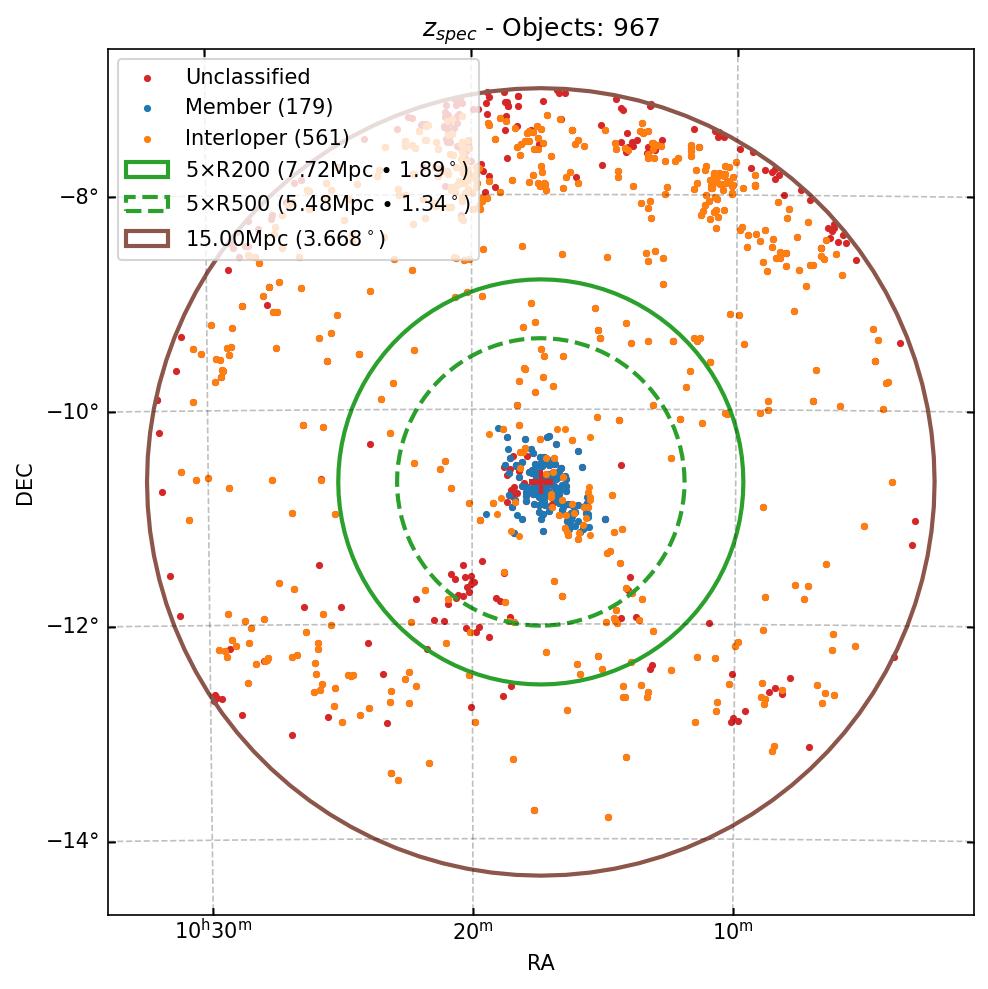 z_spec - Objects: 967
Unclassified
Member (179)
Interloper (561)
5×R200 (7.72Mpc • 1.89°)
5×R500 (5.48Mpc • 1.34°)
15.00Mpc (3.668°)
−8°
−10°
−12°
−14°
DEC
10h30m
20m
10m
RA